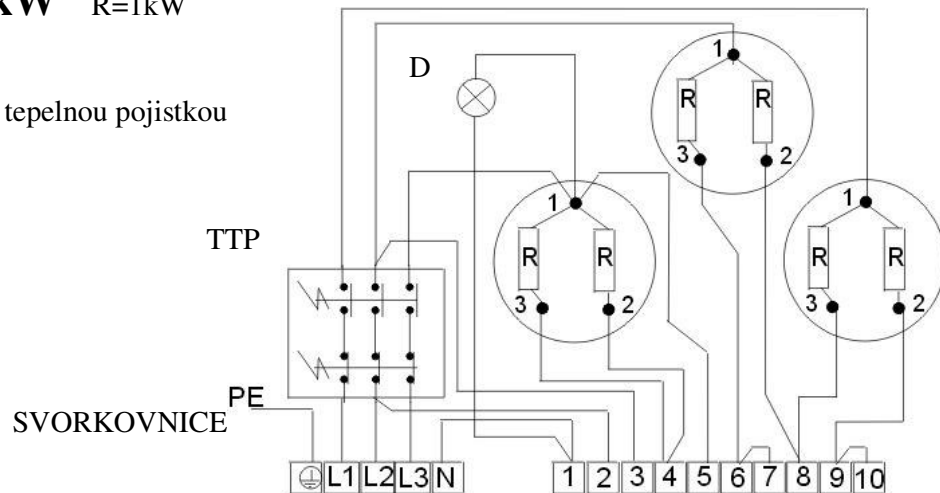 kW R=1kW
D
tepelnou pojistkou
TTP
PE
SVORKOVNICE
1
R R
3 2
1
R R
3 2
1
R R
3 2
L1 L2 L3 N 1 2 3 4 5 6 7 8 9 10